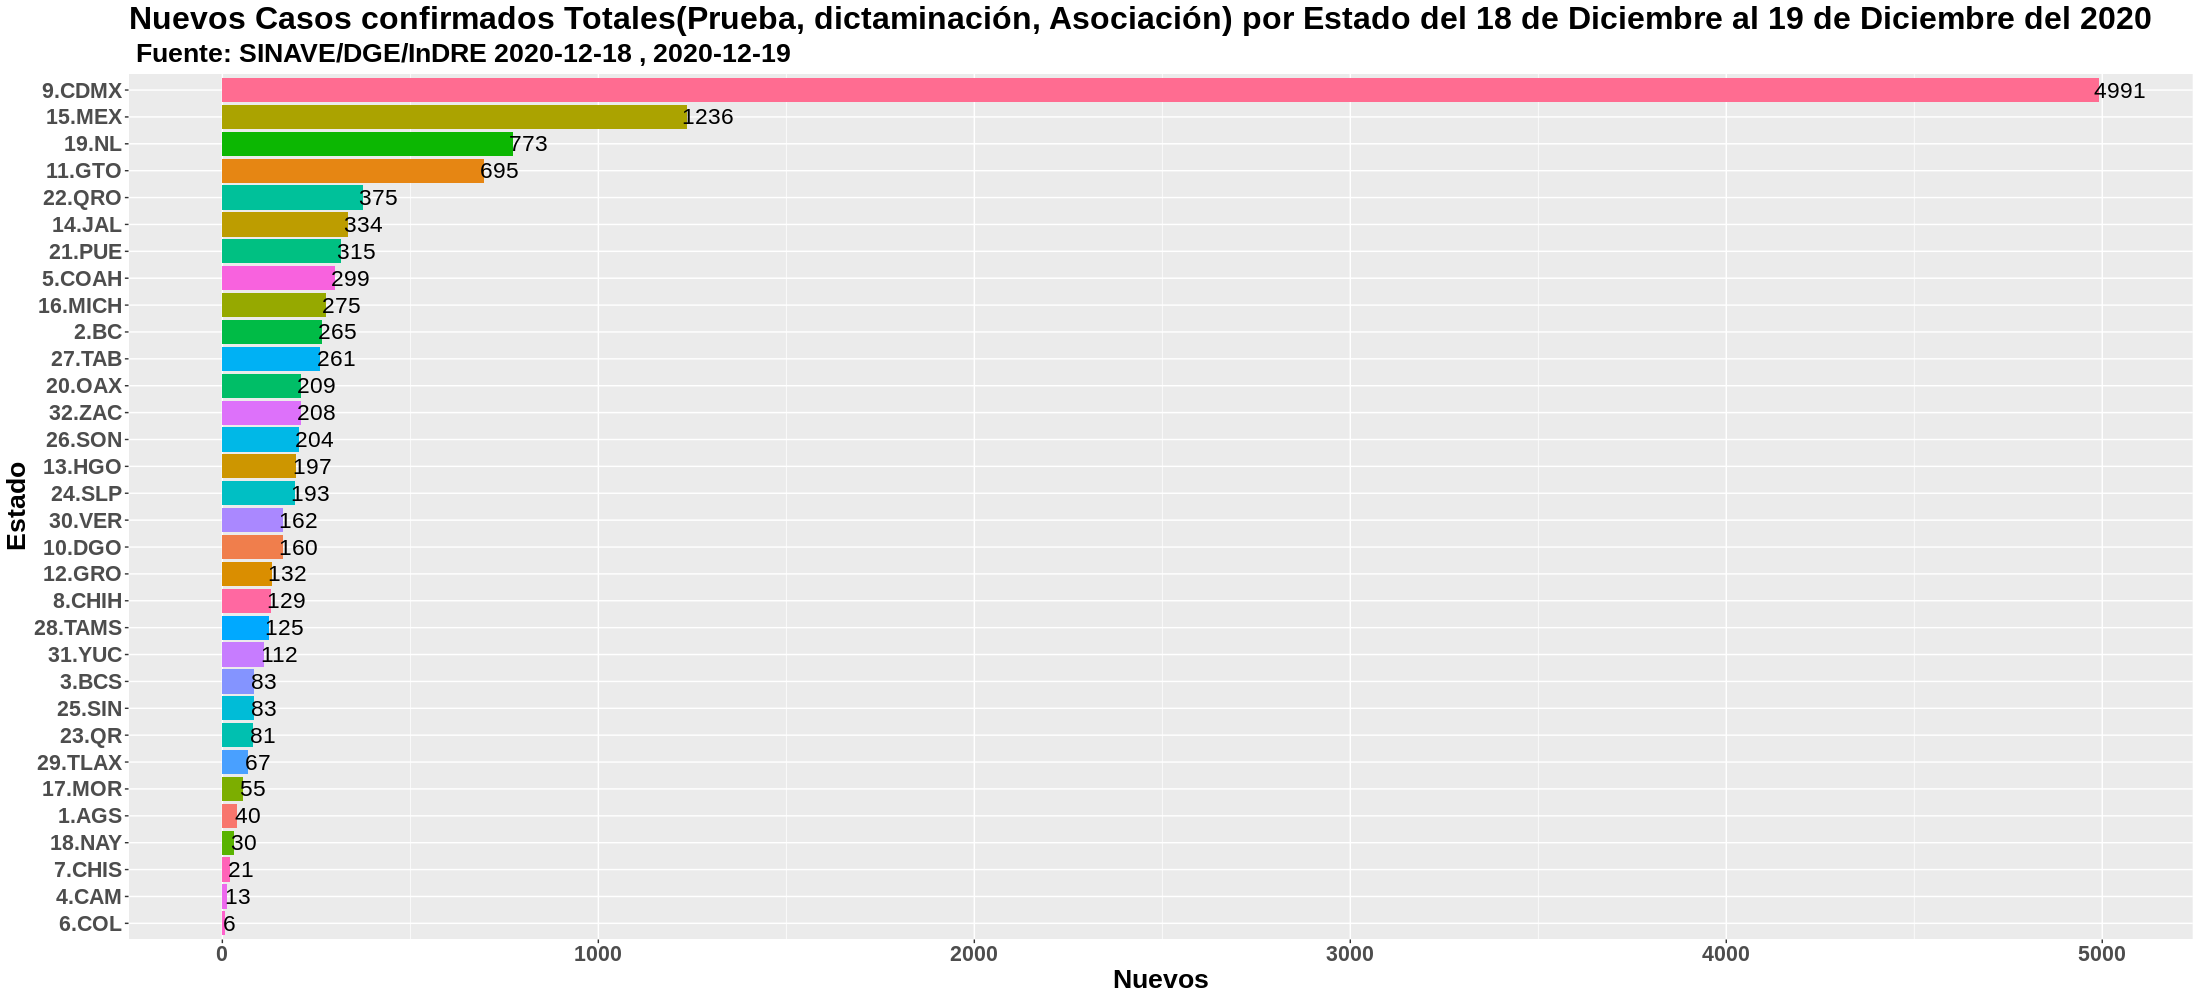 Nuevos Casos confirmados Totales(Prueba, dictaminación, Asociación) por Estado del 18 de Diciembre al 19 de Diciembre del 2020
Fuente: SINAVE/DGE/InDRE 2020-12-18 , 2020-12-19
Estado
9.CDMX 4991
15.MEX 1236
19.NL 773
11.GTO 695
22.QRO 375
14.JAL 334
21.PUE 315
5.COAH 299
16.MICH 275
2.BC 265
27.TAB 261
20.OAX 209
32.ZAC 208
26.SON 204
13.HGO 197
24.SLP 193
30.VER 162
10.DGO 160
12.GRO 132
8.CHIH 129
28.TAMS 125
31.YUC 112
3.BCS 83
25.SIN 83
23.QR 81
29.TLAX 67
17.MOR 55
1.AGS 40
18.NAY 30
7.CHIS 21
4.CAM 13
6.COL 6
0 1000 2000 3000 4000 5000
Nuevos